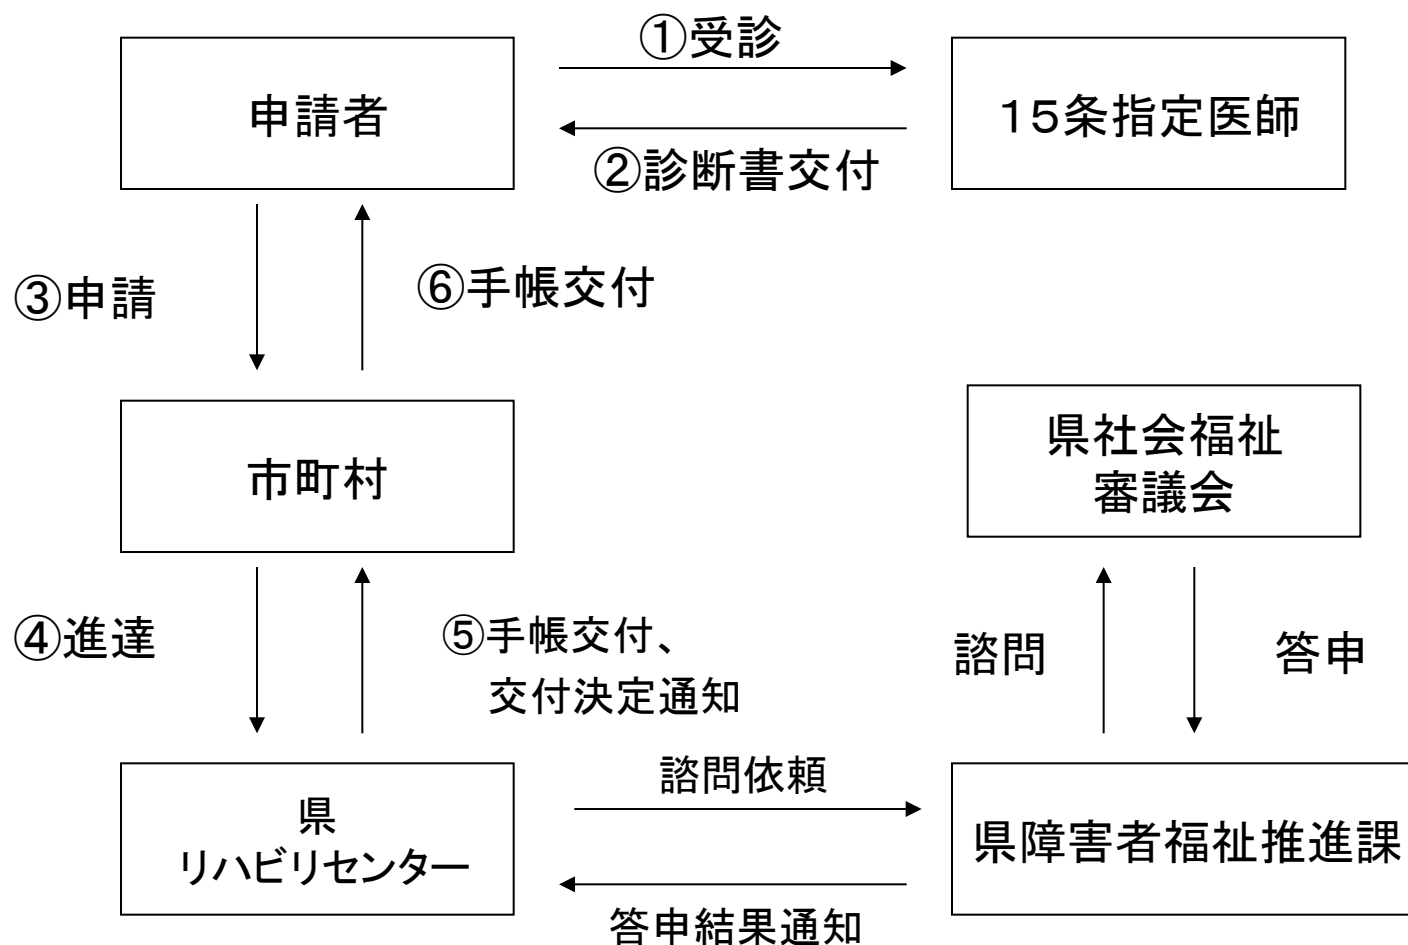 ①受診
申請者
15条指定医師
②診断書交付
③申請
⑥手帳交付
市町村
県社会福祉
審議会
④進達
⑤手帳交付、
交付決定通知
諮問
答申
諮問依頼
県
リハビリセンター
県障害者福祉推進課
答申結果通知